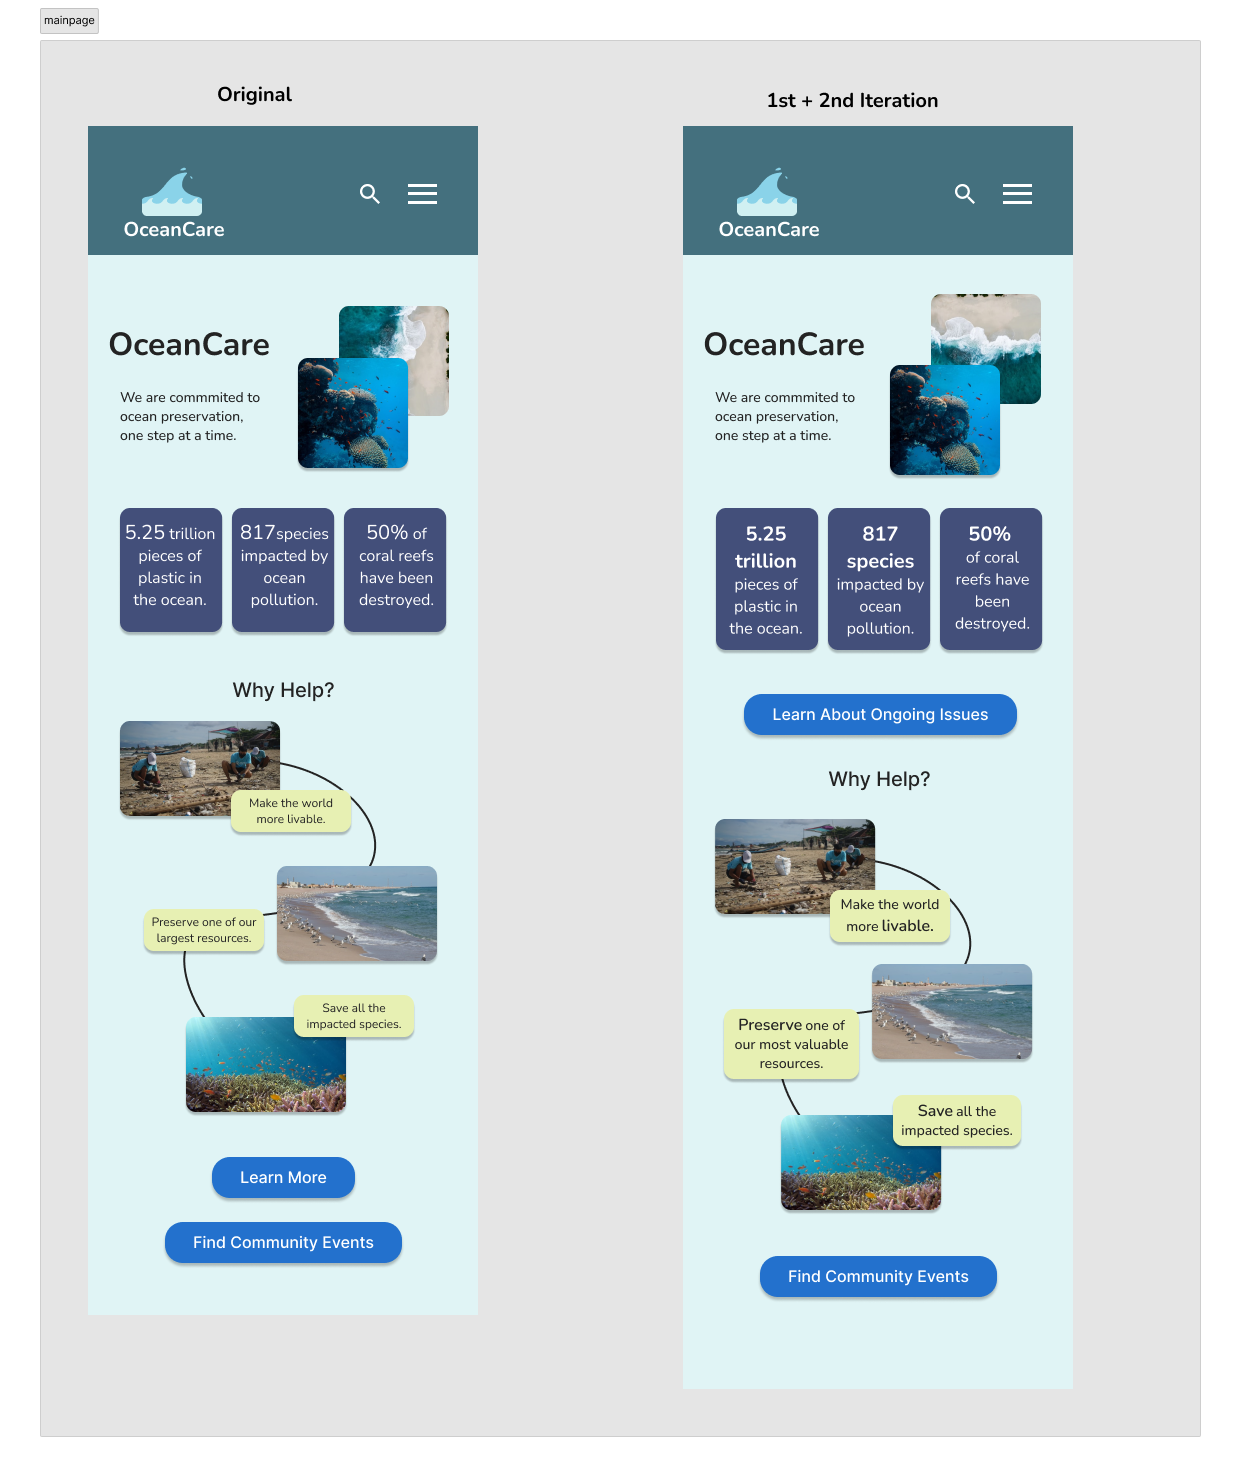 mainpage
Original
OceanCare
OceanCare
We are commmited to
ocean preservation,
one step at a time.
5.25 trillion
pieces of
plastic in
the ocean.
817species
impacted by
ocean
pollution.
50% of
coral reefs
have been
destroyed.
Why Help?
Make the world
more livable.
Preserve one of our
largest resources.
Save all the
impacted species.
Learn More
Find Community Events
1st + 2nd Iteration
OceanCare
OceanCare
We are commmited to
ocean preservation,
one step at a time.
5.25
trillion
pieces of
plastic in
the ocean.
817
species
impacted by
ocean
pollution.
50%
of coral
reefs have
been
destroyed.
Learn About Ongoing Issues
Why Help?
Make the world
more livable.
Preserve one of
our most valuable
resources.
Save all the
impacted species.
Find Community Events